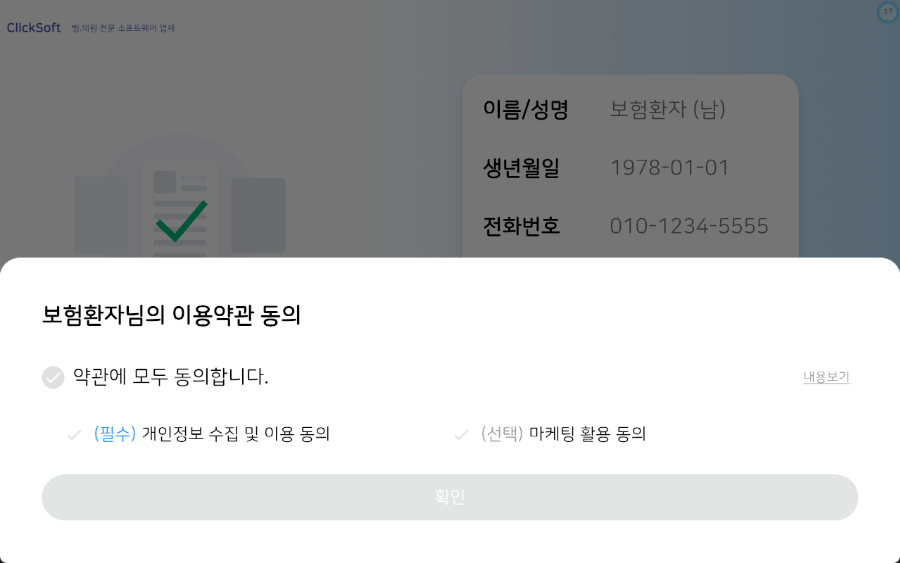 ClickSoft 병.의원 전문 소프트웨어 업체
17
이름/성명 보험환자 (남)
생년월일 1978-01-01
전화번호 010-1234-5555
보험환자님의 이용약관 동의
약관에 모두 동의합니다. 내용보기
(필수) 개인정보 수집 및 이용 동의 (선택) 마케팅 활용 동의
확인